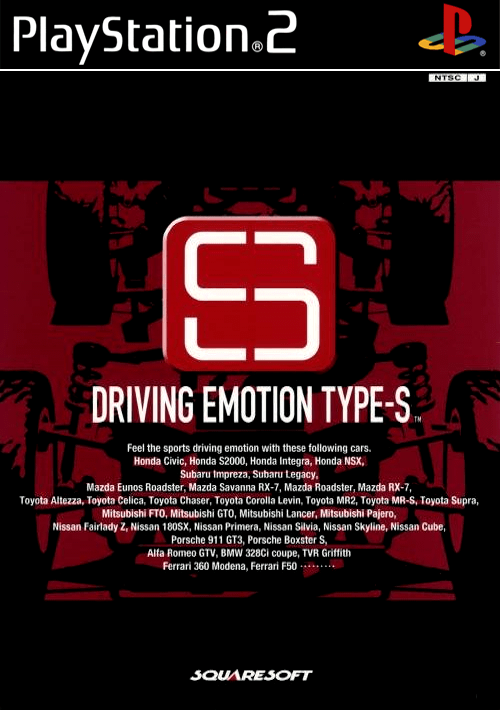 PlayStation®2
NTSC J
S
DRIVING EMOTION TYPE-S™
Feel the sports driving emotion with these following cars.
Honda Civic, Honda S2000, Honda Integra, Honda NSX,
Subaru Impreza, Subaru Legacy,
Mazda Eunos Roadster, Mazda Savanna RX-7, Mazda Roadster, Mazda RX-7,
Toyota Altezza, Toyota Celica, Toyota Chaser, Toyota Corolla Levin, Toyota MR2, Toyota MR-S, Toyota Supra,
Mitsubishi FTO, Mitsubishi GTO, Mitsubishi Lancer, Mitsubishi Pajero,
Nissan Fairlady Z, Nissan 180SX, Nissan Primera, Nissan Silvia, Nissan Skyline, Nissan Cube,
Porsche 911 GT3, Porsche Boxster S,
Alfa Romeo GTV, BMW 328Ci coupe, TVR Griffith
Ferrari 360 Modena, Ferrari F50 ·········
SQUARESOFT